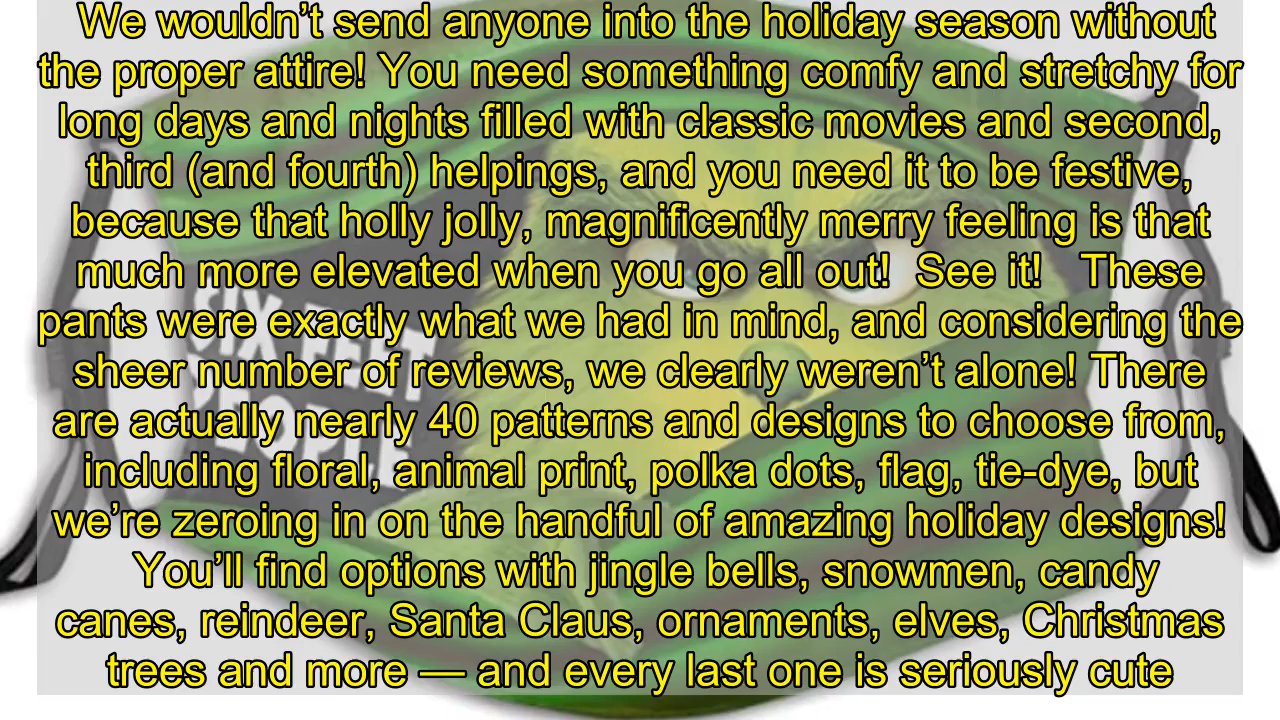 We wouldn’t send anyone into the holiday season without
the proper attire! You need something comfy and stretchy for
long days and nights filled with classic movies and second,
third (and fourth) helpings, and you need it to be festive,
because that holly jolly, magnificently merry feeling is that
much more elevated when you go all out!  See it!   These
pants were exactly what we had in mind, and considering the
sheer number of reviews, we clearly weren’t alone! There
are actually nearly 40 patterns and designs to choose from,
including floral, animal print, polka dots, flag, tie-dye, but
we’re zeroing in on the handful of amazing holiday designs!
You’ll find options with jingle bells, snowmen, candy
canes, reindeer, Santa Claus, ornaments, elves, Christmas
trees and more — and every last one is seriously cute
SIX FEET
PEOPLE